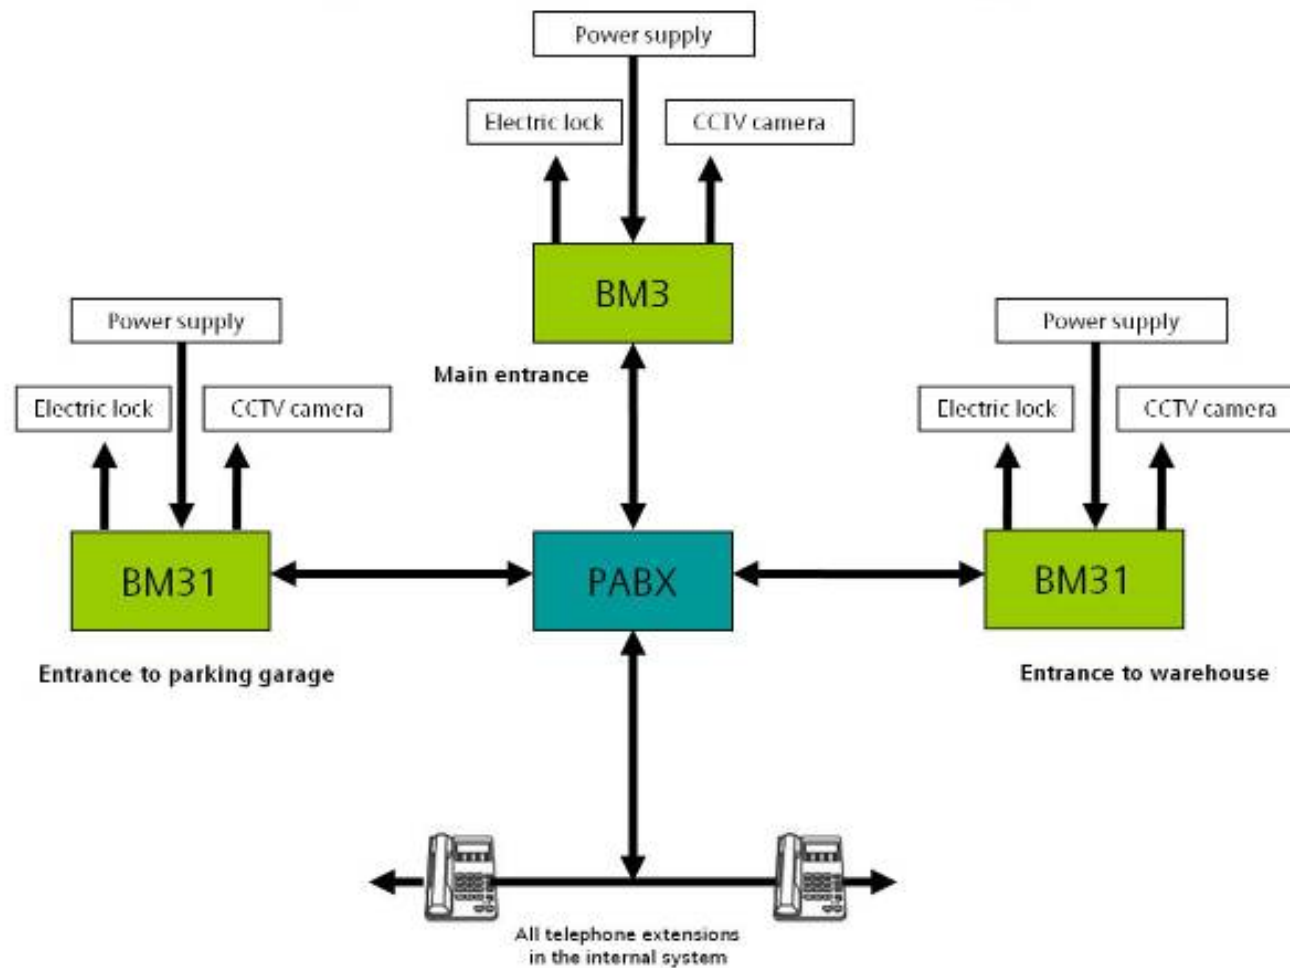 Power supply
Electric lock
CCTV camera
BM3
Main entrance
Power supply
Electric lock
CCTV camera
BM31
Entrance to parking garage
PABX
Power supply
Electric lock
CCTV camera
BM31
Entrance to warehouse
All telephone extensions
in the internal system